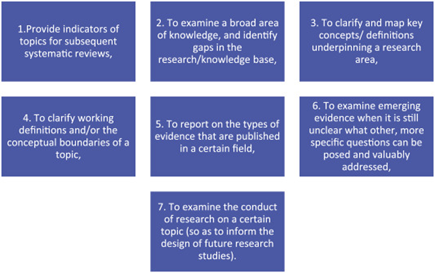 1.Provide indicators of
topics for subsequent
systematic reviews,
2. To examine a broad area
of knowledge, and identify
gaps in the
research/knowledge base,
3. To clarify and map key
concepts/ definitions
underpinning a research
area,
4. To clarify working
definitions and/or the
conceptual boundaries of a
topic,
5. To report on the types of
evidence that are published
in a certain field,
6. To examine emerging
evidence when it is still
unclear what other, more
specific questions can be
posed and valuably
addressed,
7. To examine the conduct
of research on a certain
topic (so as to inform the
design of future research
studies).